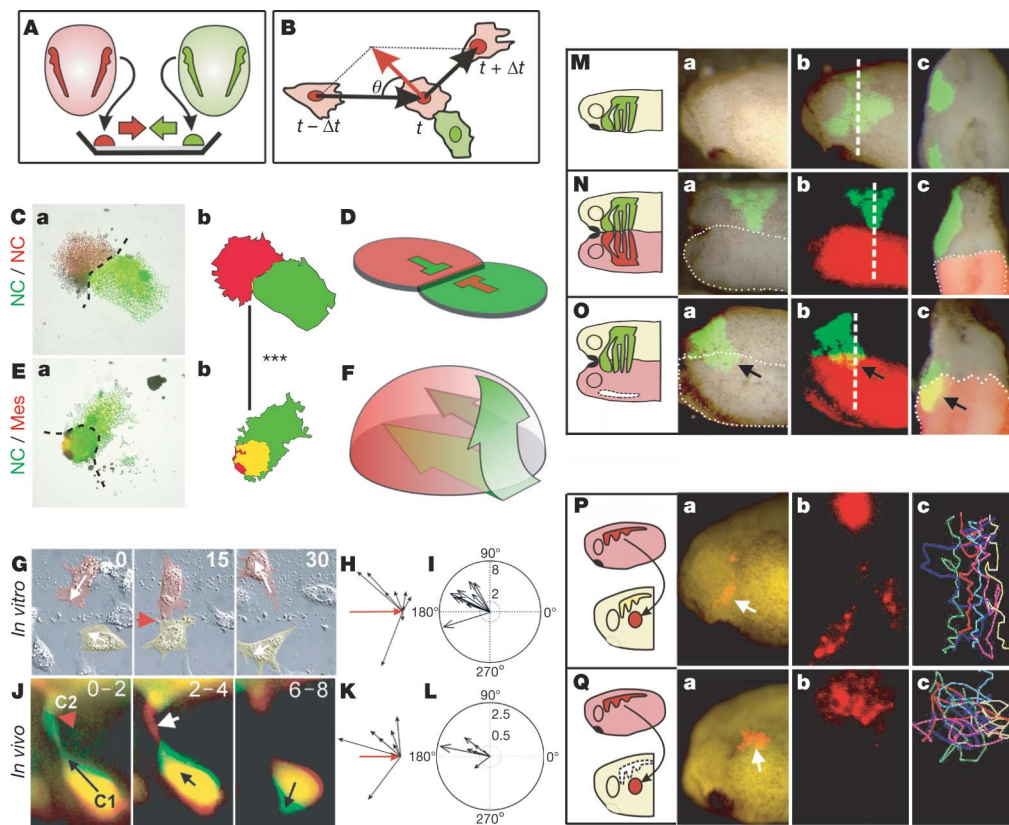 A
B
θ
t + Δt
t − Δt
t
C a b
NC / NC
***
D
E a b
NC / Mes
F
G 0 15 30
In vitro
H
I
90°
8
2
180° 0°
270°
J 0–2 2–4 6–8
In vivo
C2
C1
K
L
90°
2.5
0.5
180° 0°
270°
M a b c
N a b c
O a b c
P a b c
Q a b c